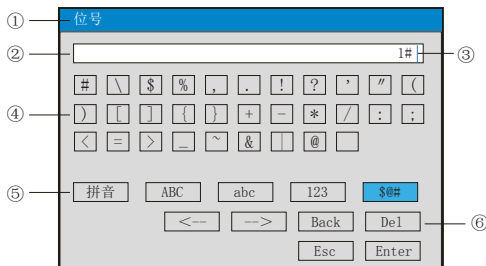 ① 位号
② 1# ③
# \ $ % , . ! ? ' " (
④ ) [ ] { } + - * / : ;
< = > _ ~ & | @
⑤ 拼音 ABC abc 123 $@#
<-- --> Back Del ⑥
Esc Enter